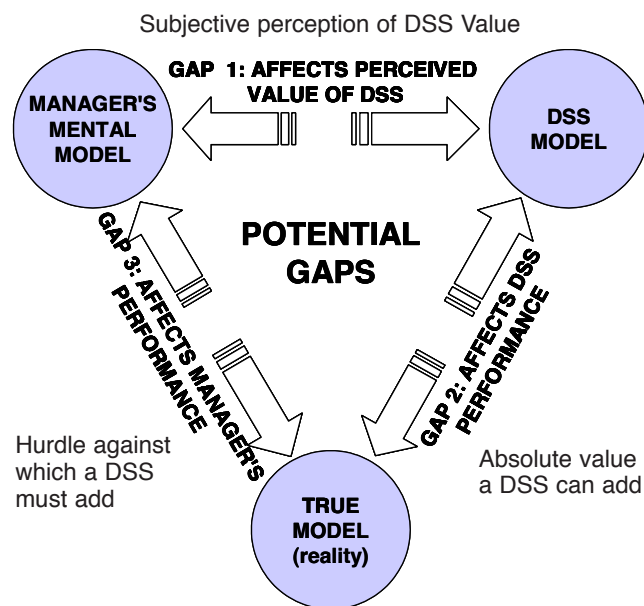 Subjective perception of DSS Value
GAP 1: AFFECTS PERCEIVED
VALUE OF DSS
MANAGER'S
MENTAL
MODEL
DSS
MODEL
POTENTIAL
GAPS
GAP 3: AFFECTS MANAGER'S
PERFORMANCE
GAP 2: AFFECTS DSS
PERFORMANCE
Hurdle against
which a DSS
must add
Absolute value
a DSS can add
TRUE
MODEL
(reality)